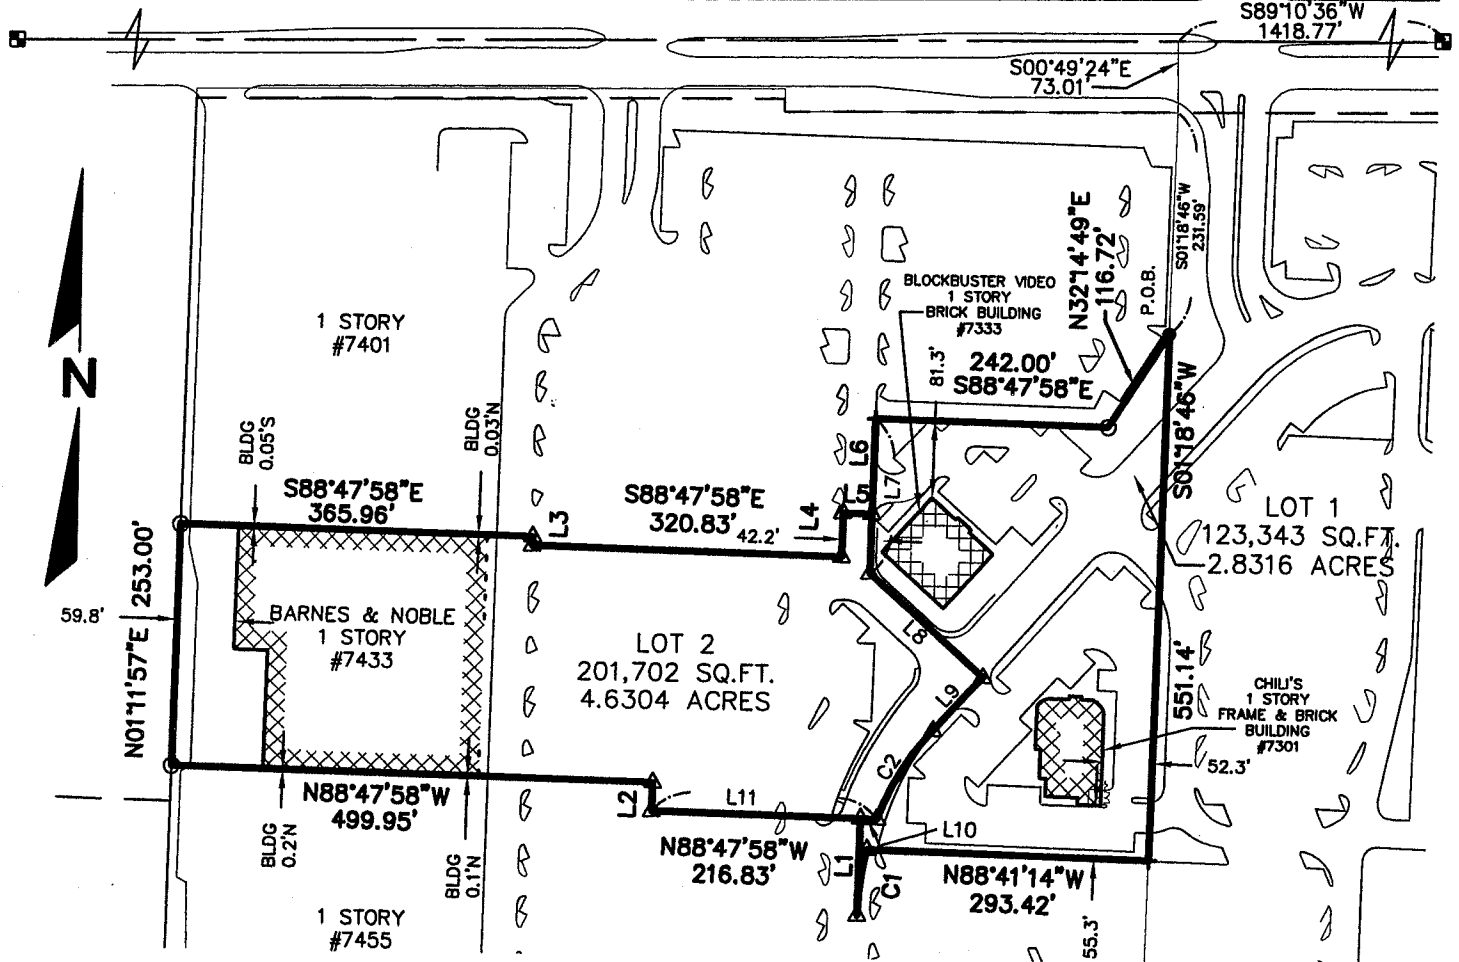 S89°10'36"W
1418.77'
S00°49'24"E
73.01'
S01°18'46"W
231.59'
N32°14'49"E
116.72'
P.O.B.
BLOCKBUSTER VIDEO
1 STORY
BRICK BUILDING
#7333
1 STORY
#7401
81.3'
242.00'
S88°47'58"E
N
BLDG
0.05'S
BLDG
0.03'N
L6
L7
S01°18'46"W
551.14'
S88°47'58"E
365.96'
L3
S88°47'58"E
320.83'
42.2'
L4
L5
LOT 1
123,343 SQ.FT.
2.8316 ACRES
N01°11'57"E
253.00'
59.8'
BARNES & NOBLE
1 STORY
#7433
LOT 2
201,702 SQ.FT.
4.6304 ACRES
L8
L9
C2
CHILI'S
1 STORY
FRAME & BRICK
BUILDING
#7301
52.3'
N88°47'58"W
499.95'
L2
L11
L10
N88°47'58"W
216.83'
L1
C1
N88°41'14"W
293.42'
BLDG
0.2'N
BLDG
0.1'N
55.3'
1 STORY
#7455